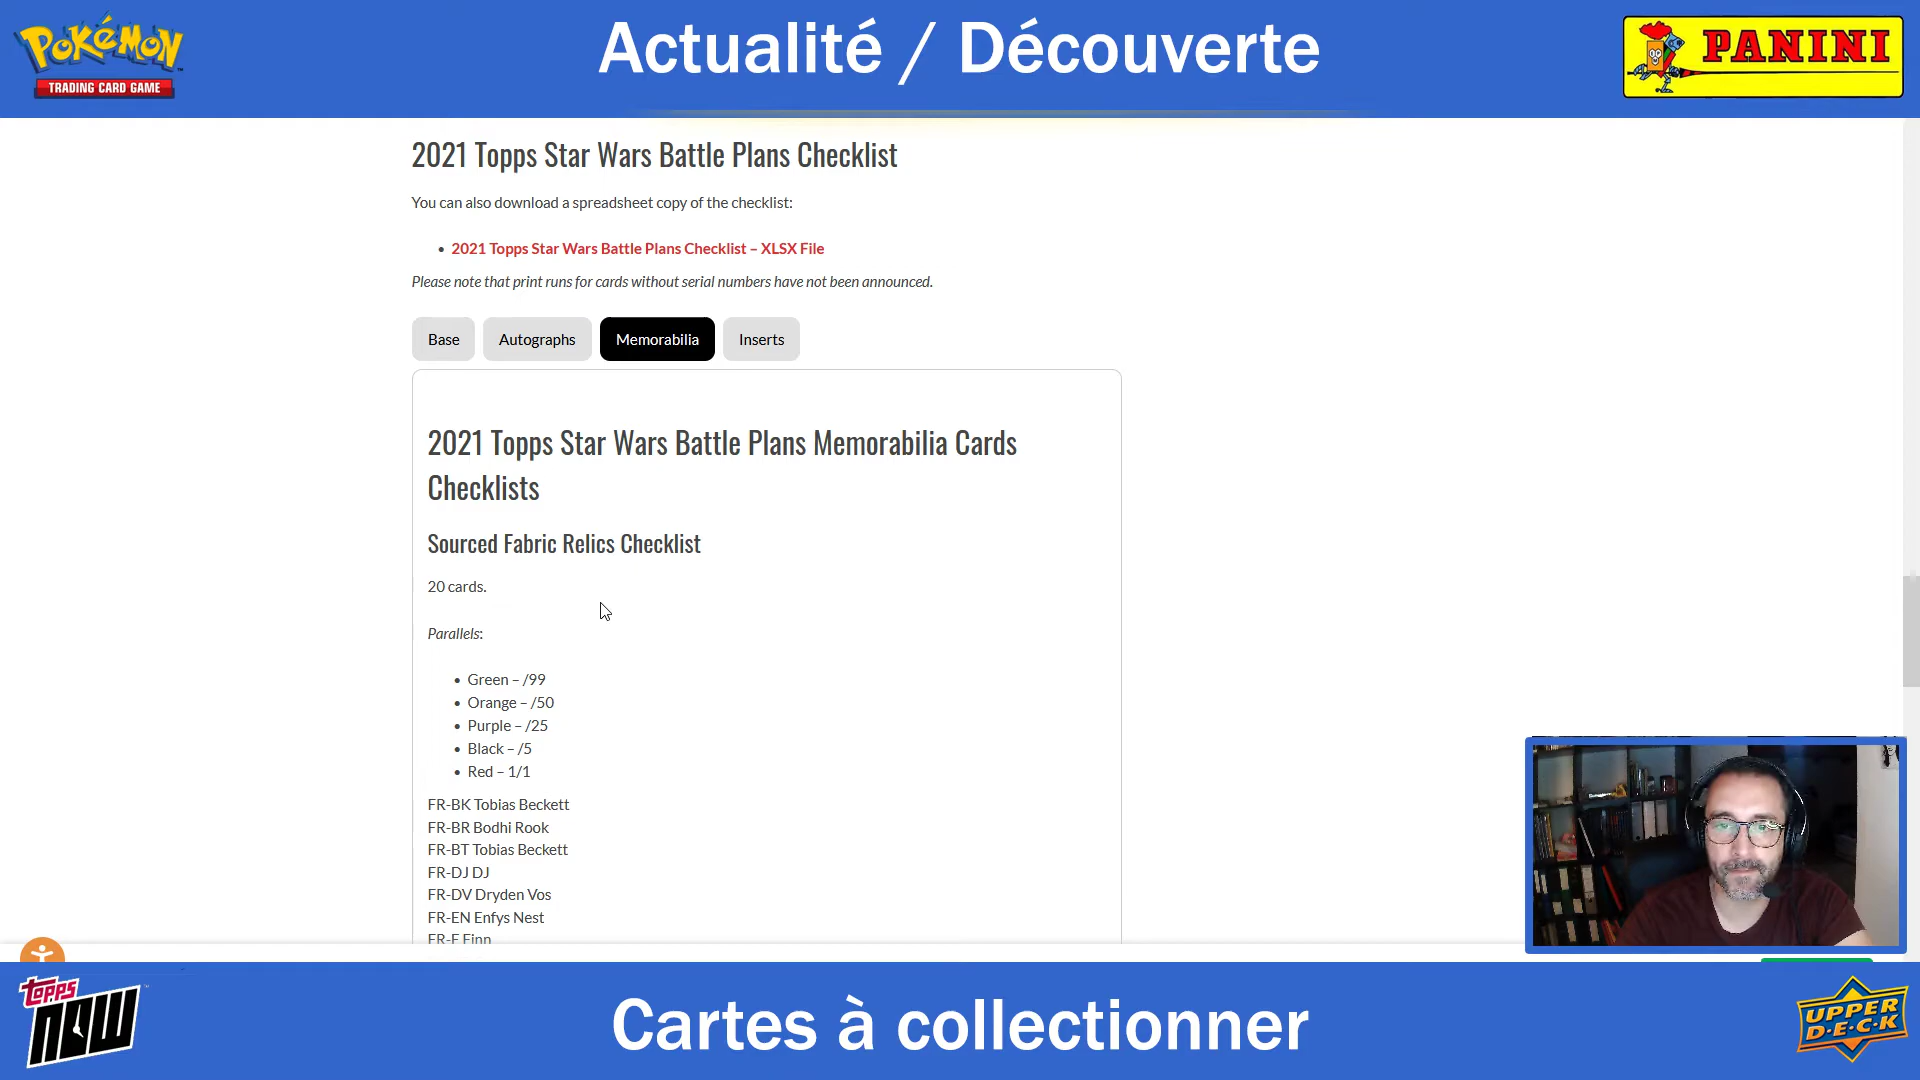 POKéMON
TRADING CARD GAME
Actualité / Découverte
PANINI
2021 Topps Star Wars Battle Plans Checklist
You can also download a spreadsheet copy of the checklist:
• 2021 Topps Star Wars Battle Plans Checklist – XLSX File
Please note that print runs for cards without serial numbers have not been announced.
Base Autographs Memorabilia Inserts
2021 Topps Star Wars Battle Plans Memorabilia Cards
Checklists
Sourced Fabric Relics Checklist
20 cards.
Parallels:
• Green – /99
• Orange – /50
• Purple – /25
• Black – /5
• Red – 1/1
FR-BK Tobias Beckett
FR-BR Bodhi Rook
FR-BT Tobias Beckett
FR-DJ DJ
FR-DV Dryden Vos
FR-EN Enfys Nest
FR-F Finn
topps
NOW
Cartes à collectionner
UPPER
D·E·C·K